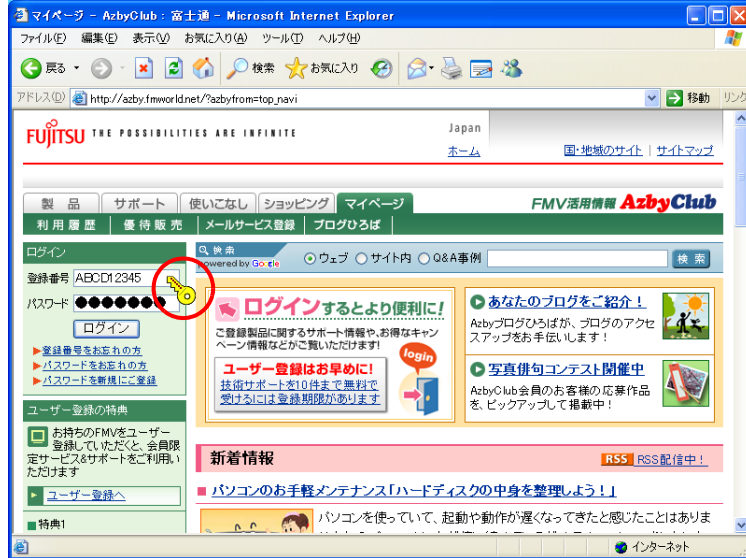 マイページ - AzbyClub : 富士通 - Microsoft Internet Explorer
ファイル(F) 編集(E) 表示(V) お気に入り(A) ツール(T) ヘルプ(H)
戻る 検索 お気に入り
アドレス(D) http://azby.fmworld.net/?azbyfrom=top_navi 移動 リンク
FUJITSU THE POSSIBILITIES ARE INFINITE
Japan
ホーム 国・地域のサイト | サイトマップ
製品 サポート 使いこなし ショッピング マイページ FMV活用情報 AzbyClub
利用履歴 優待販売 メールサービス登録 ブログひろば
ログイン
登録番号 ABCD12345
パスワード ●●●●●●●
ログイン
▶登録番号をお忘れの方
▶パスワードをお忘れの方
▶パスワードを新規にご登録
ユーザー登録の特典
お持ちのFMVをユーザー
登録していただくと、会員限
定サービス&サポートをご利用い
ただけます
ユーザー登録へ
■特典1
検索
powered by Google
ウェブ サイト内 Q&A事例 検索
ログインするとより便利に!
ご登録製品に関するサポート情報や、お得なキャン
ペーン情報などがご覧いただけます!
login
ユーザー登録はお早めに!
技術サポートを10件まで無料で
受けるには登録期限があります
あなたのブログをご紹介!
Azbyブログひろばが、ブログのアクセ
スアップをお手伝いします!
写真俳句コンテスト開催中
AzbyClub会員のお客様の応募作品
を、ピックアップして掲載中!
新着情報
RSS RSS配信中!
■ パソコンのお手軽メンテナンス「ハードディスクの中身を整理しよう!」
パソコンを使っていて、起動や動作が遅くなってきたと感じたことはありま
インターネット